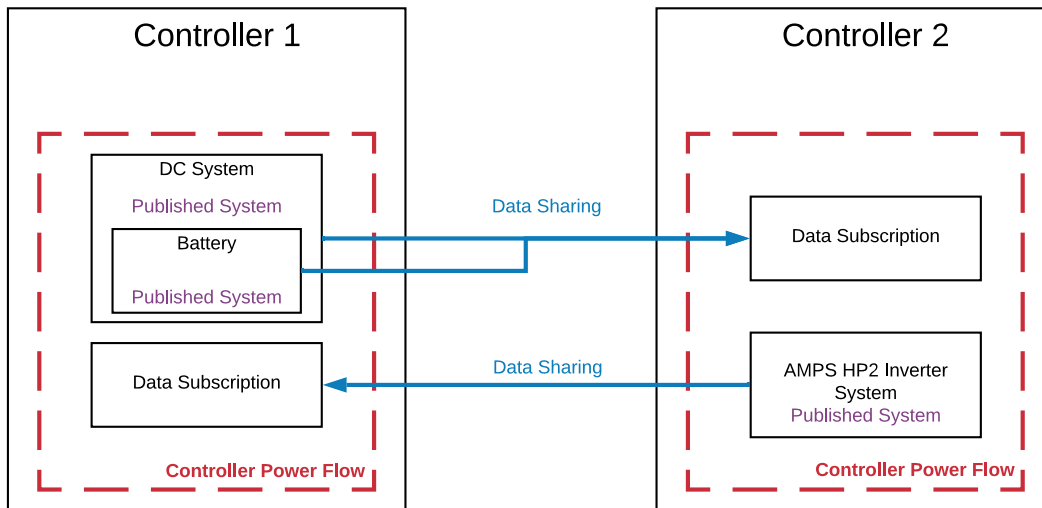 Controller 1
DC System
Published System
Battery
Published System
Data Subscription
Controller Power Flow
Data Sharing
Data Sharing
Controller 2
Data Subscription
AMPS HP2 Inverter
System
Published System
Controller Power Flow